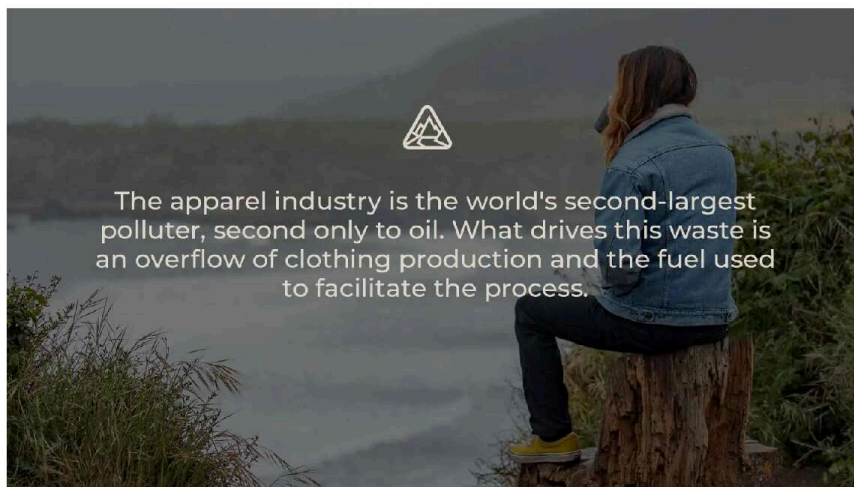 The apparel industry is the world's second-largest
polluter, second only to oil. What drives this waste is
an overflow of clothing production and the fuel used
to facilitate the process.